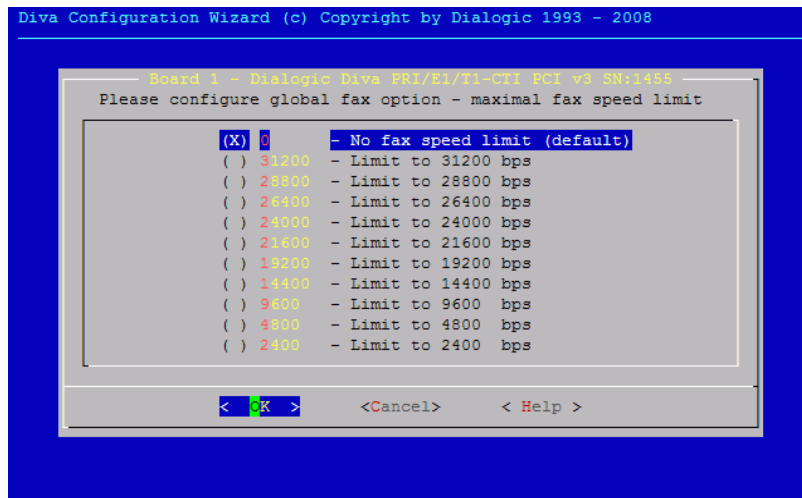 Diva Configuration Wizard (c) Copyright by Dialogic 1993 - 2008
Board 1 - Dialogic Diva PRI/E1/T1-CTI PCI v3 SN:1455
Please configure global fax option - maximal fax speed limit
(X) 0 - No fax speed limit (default)
( ) 31200 - Limit to 31200 bps
( ) 28800 - Limit to 28800 bps
( ) 26400 - Limit to 26400 bps
( ) 24000 - Limit to 24000 bps
( ) 21600 - Limit to 21600 bps
( ) 19200 - Limit to 19200 bps
( ) 14400 - Limit to 14400 bps
( ) 9600 - Limit to 9600 bps
( ) 4800 - Limit to 4800 bps
( ) 2400 - Limit to 2400 bps
< OK > <Cancel> < Help >